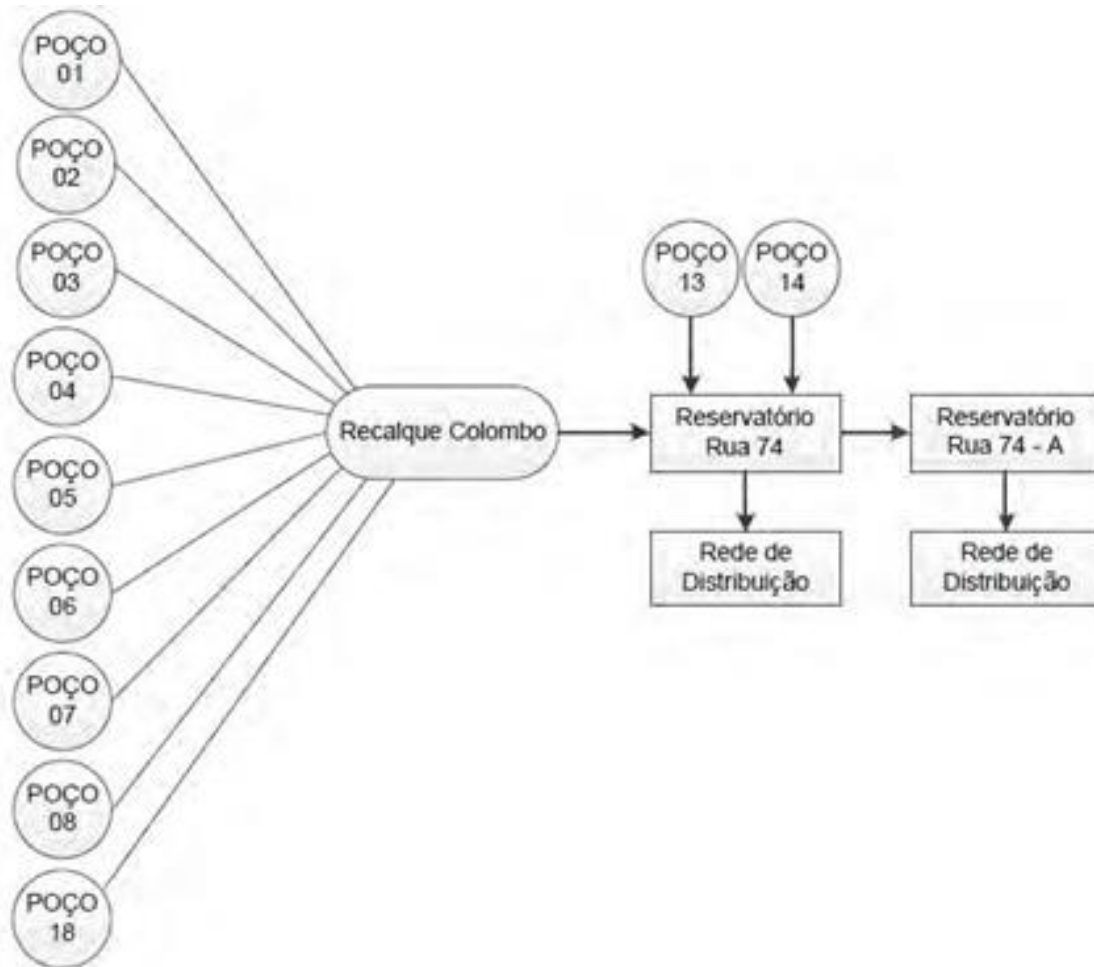 POÇO
01
POÇO
02
POÇO
03
POÇO
04
POÇO
05
POÇO
06
POÇO
07
POÇO
08
POÇO
18
Recalque Colombo
POÇO
13
POÇO
14
Reservatório
Rua 74
Rede de
Distribuição
Reservatório
Rua 74 - A
Rede de
Distribuição